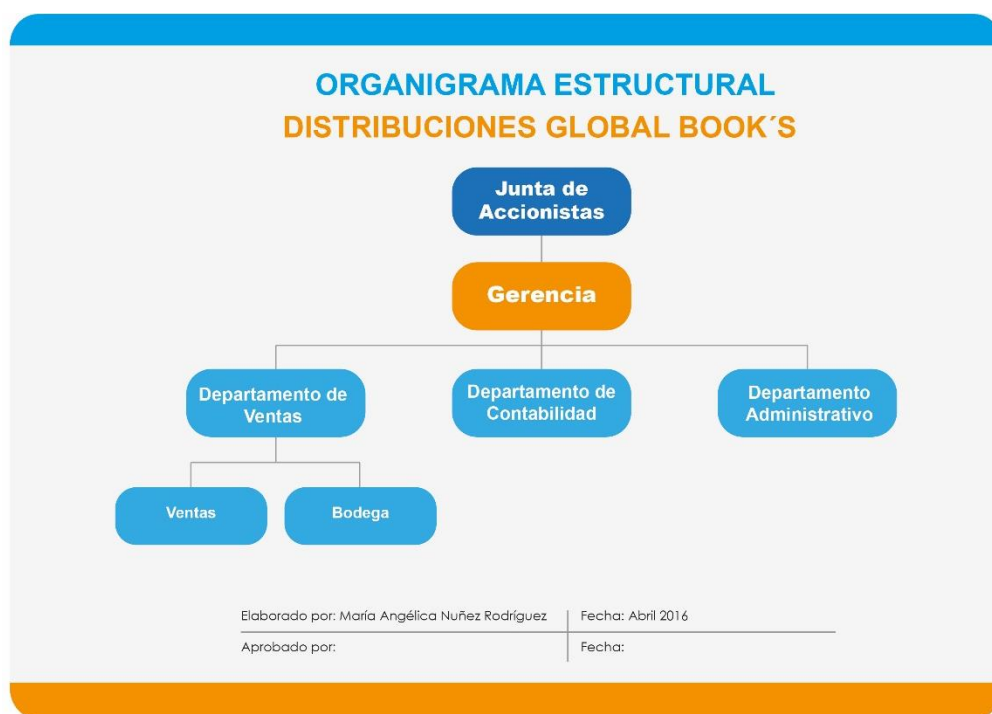 ORGANIGRAMA ESTRUCTURAL
DISTRIBUCIONES GLOBAL BOOK´S
Junta de
Accionistas
Gerencia
Departamento de
Ventas
Departamento de
Contabilidad
Departamento
Administrativo
Ventas
Bodega
Elaborado por: María Angélica Nuñez Rodríguez
Fecha: Abril 2016
Aprobado por:
Fecha: